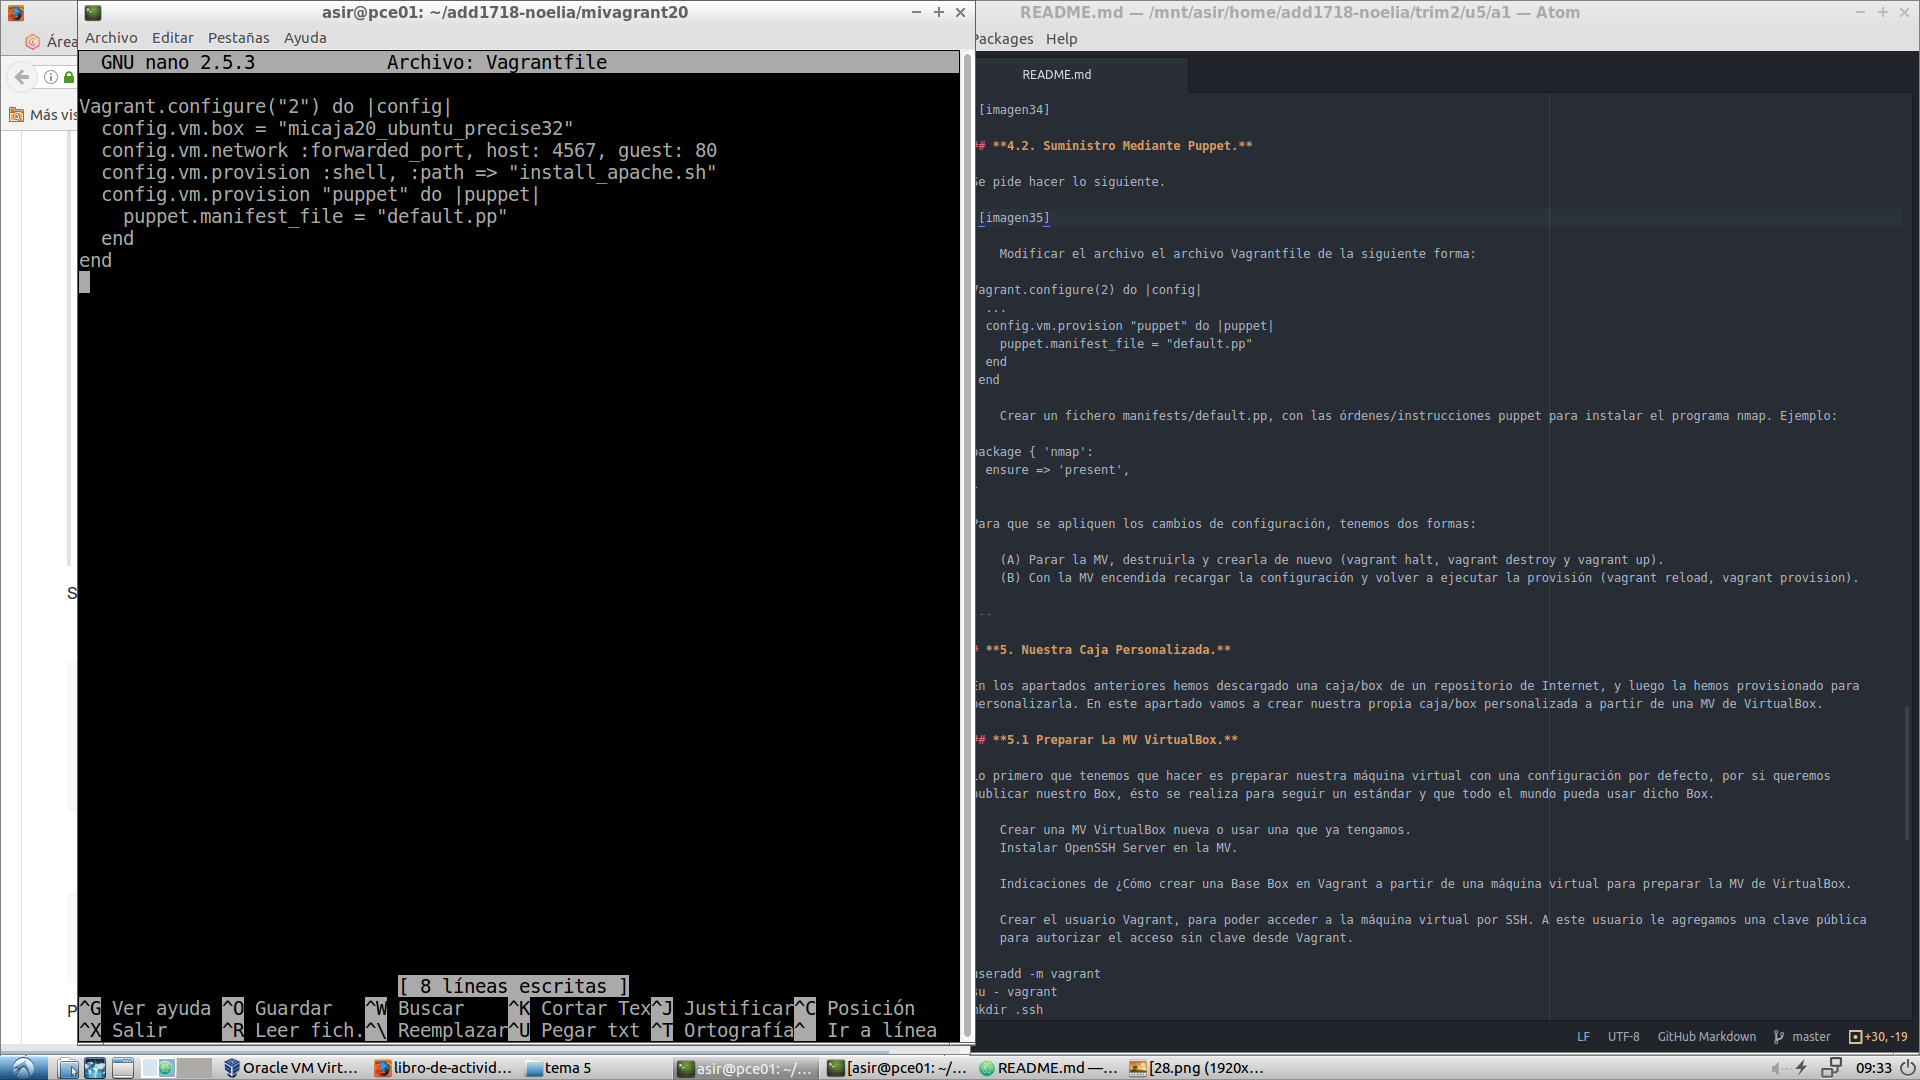 asir@pce01: ~/add1718-noelia/mivagrant20
Archivo Editar Pestañas Ayuda
GNU nano 2.5.3 Archivo: Vagrantfile
Vagrant.configure("2") do |config|
config.vm.box = "micaja20_ubuntu_precise32"
config.vm.network :forwarded_port, host: 4567, guest: 80
config.vm.provision :shell, :path => "install_apache.sh"
config.vm.provision "puppet" do |puppet|
puppet.manifest_file = "default.pp"
end
end
[ 8 líneas escritas ]
^G Ver ayuda ^O Guardar ^W Buscar ^K Cortar Tex ^J Justificar ^C Posición
^X Salir ^R Leer fich. ^\ Reemplazar ^U Pegar txt ^T Ortografía ^ Ir a línea
Área
Más vis
S
P
README.md — /mnt/asir/home/add1718-noelia/trim2/u5/a1 — Atom
Packages Help
README.md
[imagen34]
## **4.2. Suministro Mediante Puppet.**
Se pide hacer lo siguiente.
[imagen35]
Modificar el archivo el archivo Vagrantfile de la siguiente forma:
Vagrant.configure(2) do |config|
...
config.vm.provision "puppet" do |puppet|
puppet.manifest_file = "default.pp"
end
end
Crear un fichero manifests/default.pp, con las órdenes/instrucciones puppet para instalar el programa nmap. Ejemplo:
package { 'nmap':
ensure => 'present',
Para que se apliquen los cambios de configuración, tenemos dos formas:
(A) Parar la MV, destruirla y crearla de nuevo (vagrant halt, vagrant destroy y vagrant up).
(B) Con la MV encendida recargar la configuración y volver a ejecutar la provisión (vagrant reload, vagrant provision).
--
# **5. Nuestra Caja Personalizada.**
En los apartados anteriores hemos descargado una caja/box de un repositorio de Internet, y luego la hemos provisionado para
personalizarla. En este apartado vamos a crear nuestra propia caja/box personalizada a partir de una MV de VirtualBox.
## **5.1 Preparar La MV VirtualBox.**
Lo primero que tenemos que hacer es preparar nuestra máquina virtual con una configuración por defecto, por si queremos
publicar nuestro Box, ésto se realiza para seguir un estándar y que todo el mundo pueda usar dicho Box.
Crear una MV VirtualBox nueva o usar una que ya tengamos.
Instalar OpenSSH Server en la MV.
Indicaciones de ¿Cómo crear una Base Box en Vagrant a partir de una máquina virtual para preparar la MV de VirtualBox.
Crear el usuario Vagrant, para poder acceder a la máquina virtual por SSH. A este usuario le agregamos una clave pública
para autorizar el acceso sin clave desde Vagrant.
useradd -m vagrant
su - vagrant
mkdir .ssh
LF UTF-8 GitHub Markdown master +30, -19
Oracle VM Virt... libro-de-activid... tema 5 asir@pce01: ~/... [asir@pce01: ~/... README.md —... [28.png (1920x... 09:33